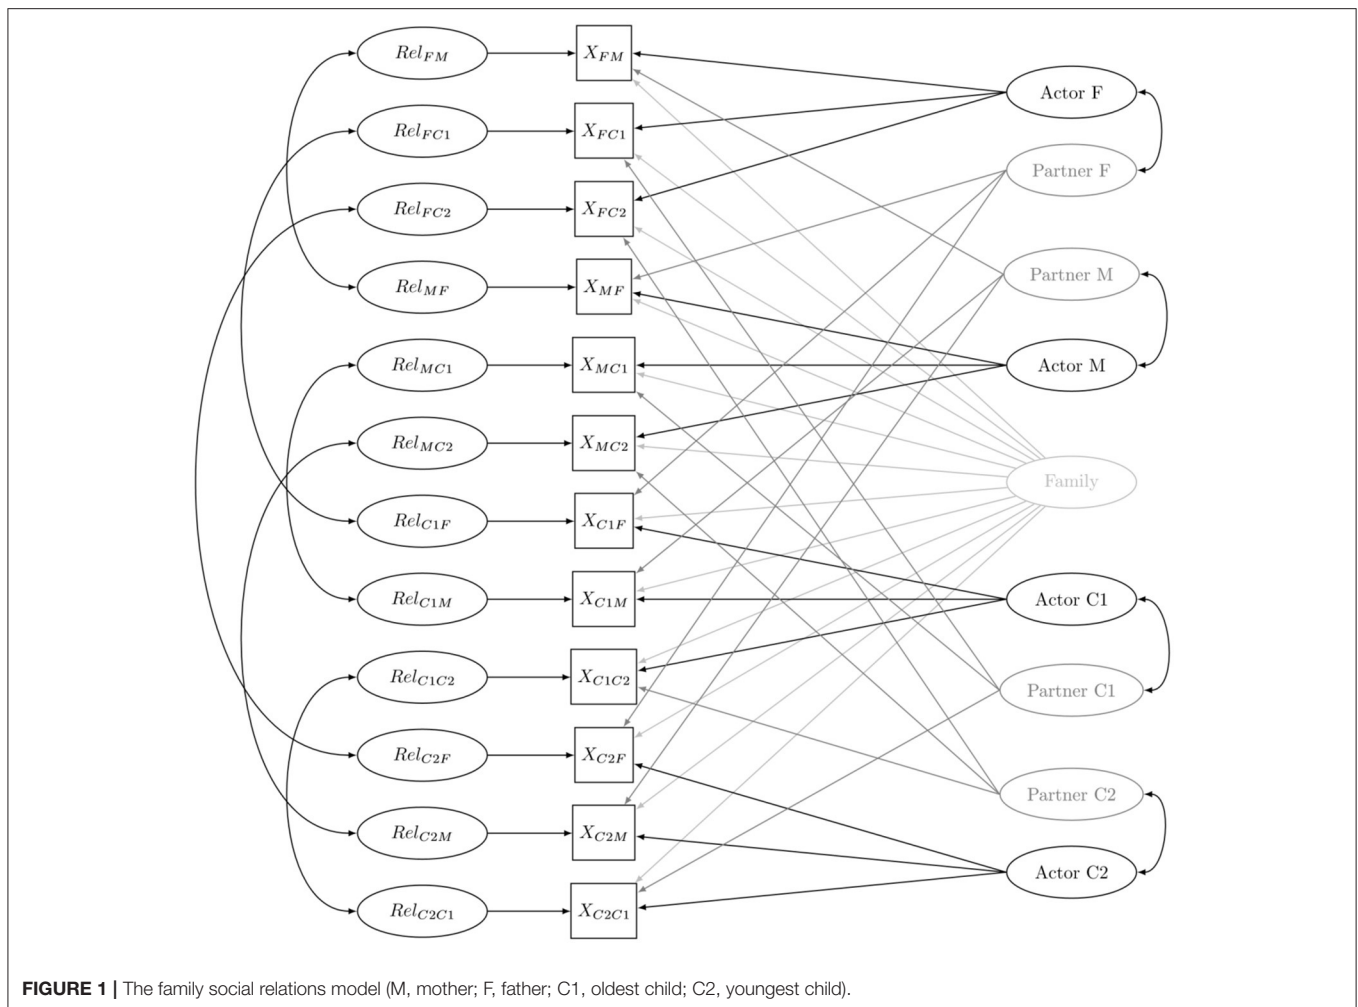 Rel_FM X_FM
Actor F
Rel_FC1 X_FC1
Partner F
Rel_FC2 X_FC2
Partner M
Rel_MF X_MF
Rel_MC1 X_MC1 Actor M
Rel_MC2 X_MC2
Family
Rel_C1F X_C1F
Rel_C1M X_C1M Actor C1
Rel_C1C2 X_C1C2 Partner C1
Rel_C2F X_C2F
Partner C2
Rel_C2M X_C2M
Actor C2
Rel_C2C1 X_C2C1
FIGURE 1 | The family social relations model (M, mother; F, father; C1, oldest child; C2, youngest child).